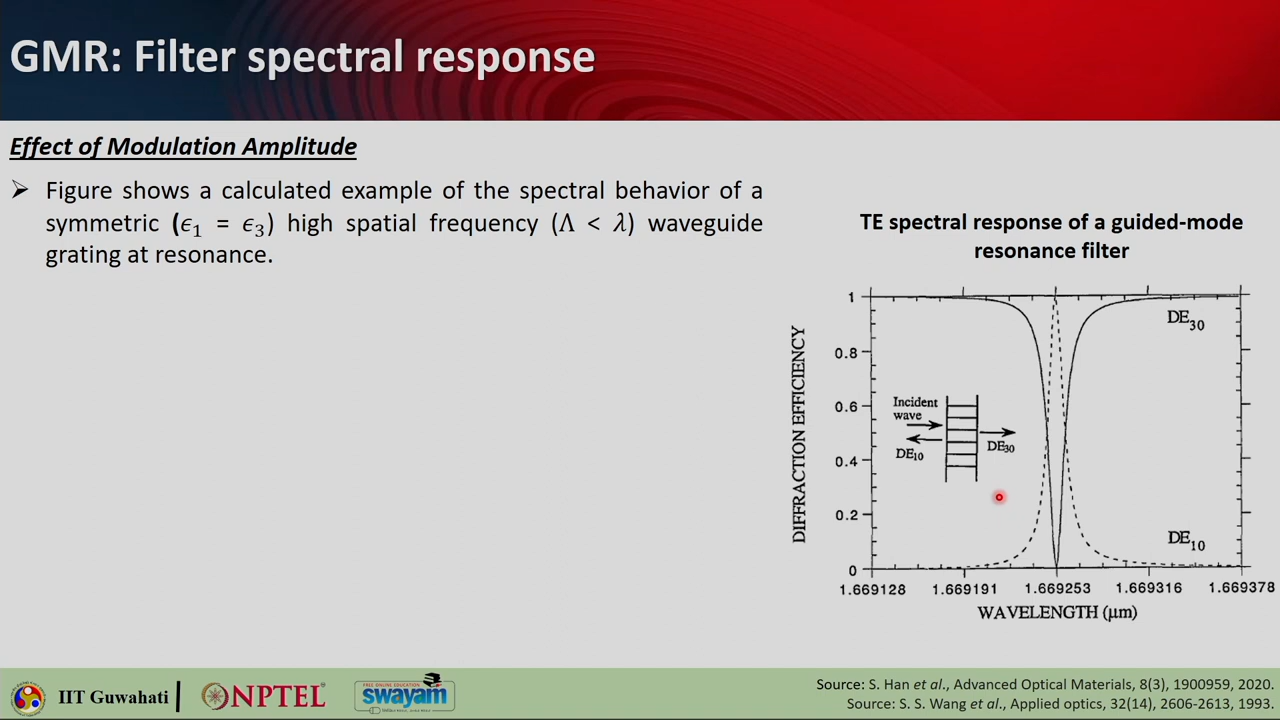 GMR: Filter spectral response
Effect of Modulation Amplitude
➢ Figure shows a calculated example of the spectral behavior of a
symmetric (ϵ₁ = ϵ₃) high spatial frequency (Λ < λ) waveguide
grating at resonance.
TE spectral response of a guided-mode
resonance filter
DIFFRACTION EFFICIENCY
1
0.8
0.6
0.4
0.2
0
DE₃₀
Incident
wave
DE₁₀
DE₃₀
DE₁₀
1.669128 1.669191 1.669253 1.669316 1.669378
WAVELENGTH (μm)
IIT Guwahati
NPTEL
FREE ONLINE EDUCATION
swayam
Source: S. Han et al., Advanced Optical Materials, 8(3), 1900959, 2020.
Source: S. S. Wang et al., Applied optics, 32(14), 2606-2613, 1993.